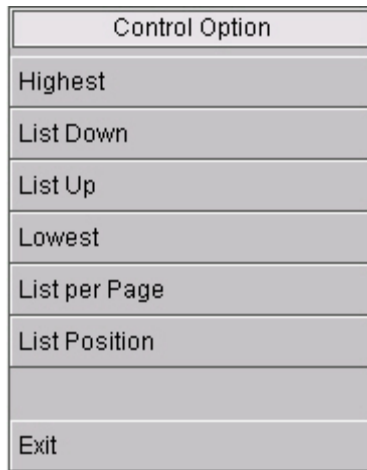 Control Option
Highest
List Down
List Up
Lowest
List per Page
List Position
Exit